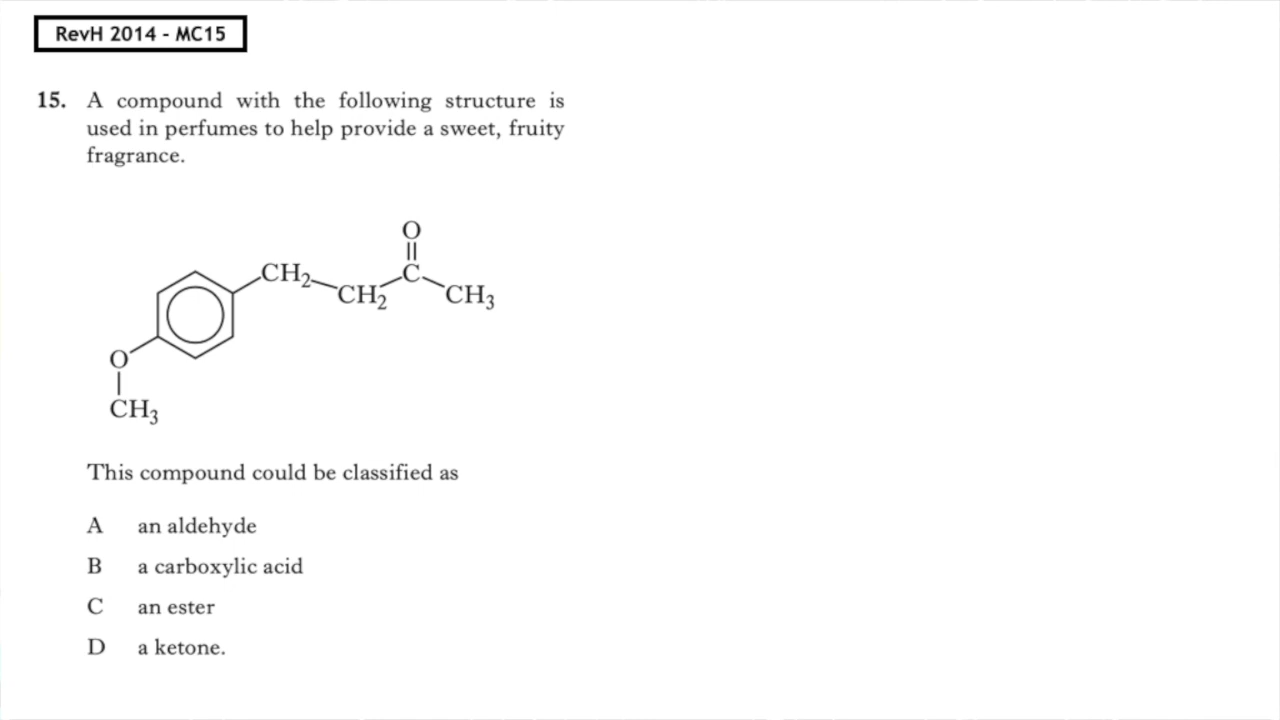 RevH 2014 - MC15
15. A compound with the following structure is
used in perfumes to help provide a sweet, fruity
fragrance.
O
CH₂ C
CH₂ CH₃
O
CH₃
This compound could be classified as
A an aldehyde
B a carboxylic acid
C an ester
D a ketone.